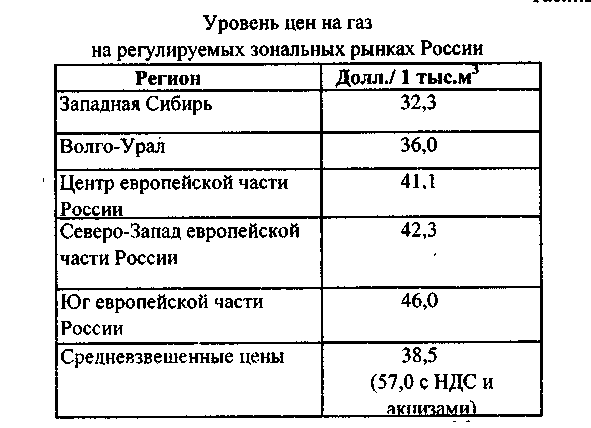 Уровень цен на газ
на регулируемых зональных рынках России
Регион Долл./ 1 тыс.м³
Западная Сибирь 32,3
Волго-Урал 36,0
Центр европейской части 41,1
России
Северо-Запад европейской 42,3
части России
Юг европейской части 46,0
России
Средневзвешенные цены 38,5
(57,0 с НДС и
акцизами)